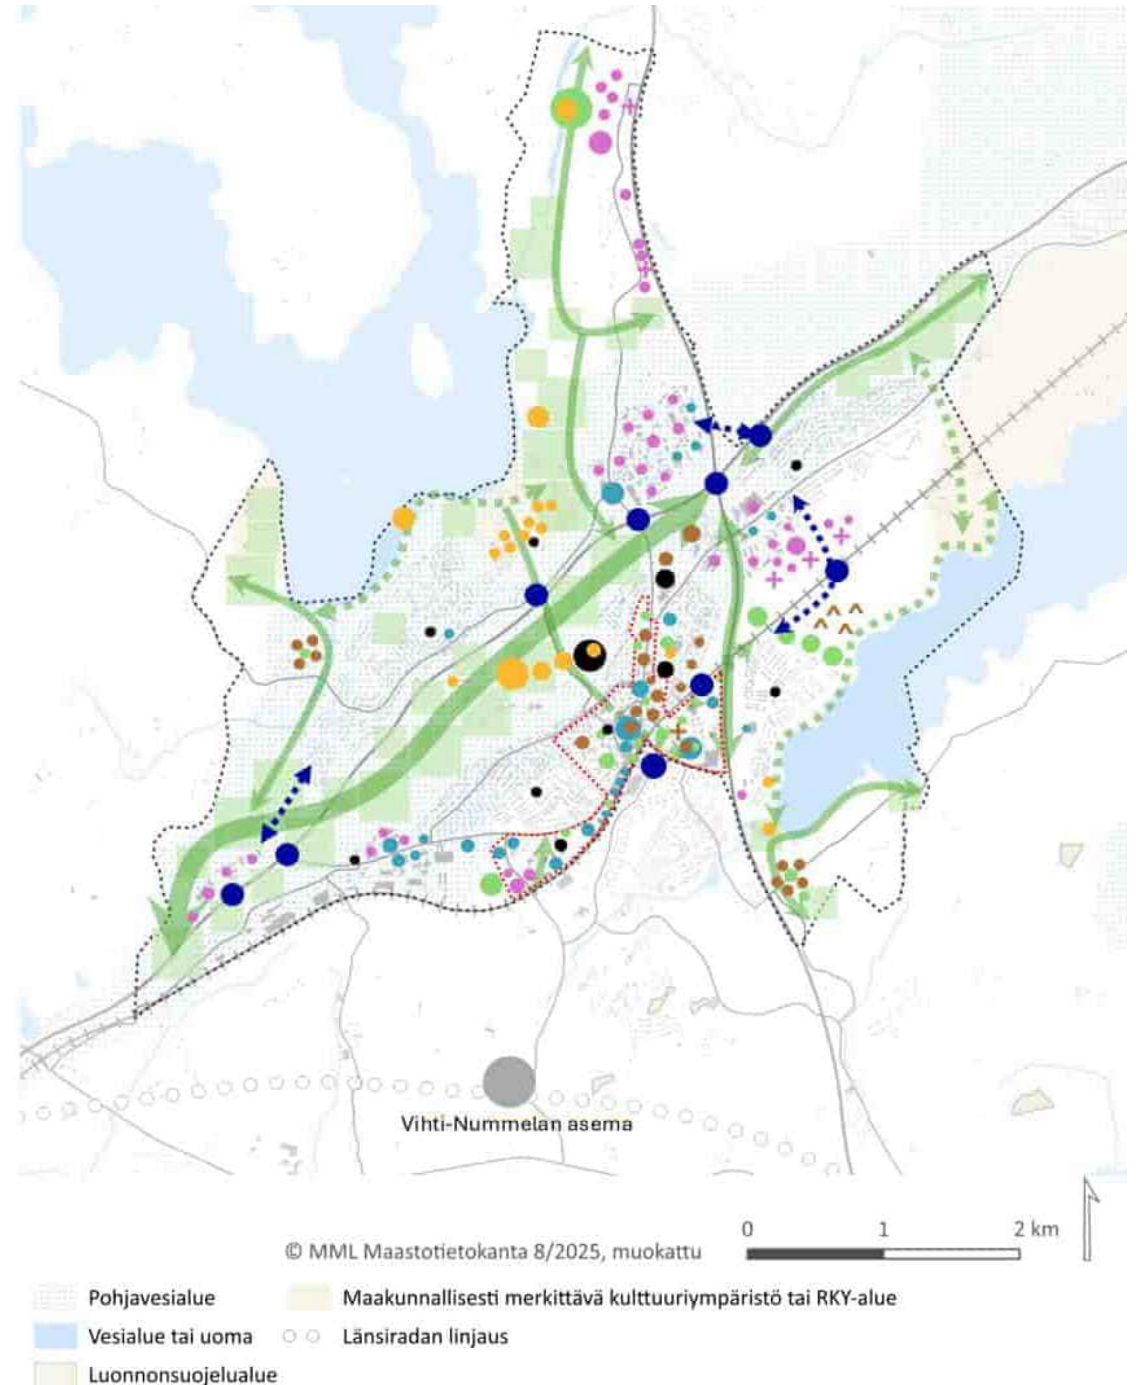 Vihti-Nummelan asema
0 1 2 km
© MML Maastotietokanta 8/2025, muokattu
Pohjavesialue
Maakunnallisesti merkittävä kulttuuriympäristö tai RKY-alue
Vesialue tai uoma
Länsiradan linjaus
Luonnonsuojelualue